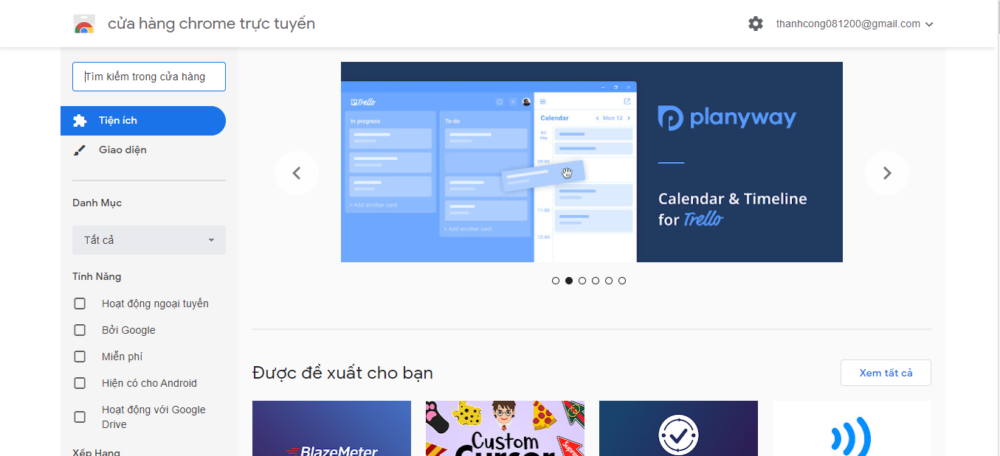 cửa hàng chrome trực tuyến
thanhcong081200@gmail.com
Tìm kiếm trong cửa hàng
Tiện ích
Giao diện
Danh Mục
Tất cả
Tính Năng
Hoạt động ngoại tuyến
Bởi Google
Miễn phí
Hiện có cho Android
Hoạt động với Google
Drive
Xếp Hạng
Trello
In progress
+ Add another card
To-do
+ Add another card
Calendar
Mon 12
All
day
09:00
11:00
12:00
planyway
Calendar & Timeline
for Trello
Được đề xuất cho bạn
Xem tất cả
BlazeMeter
Custom
Cursor
Supreme